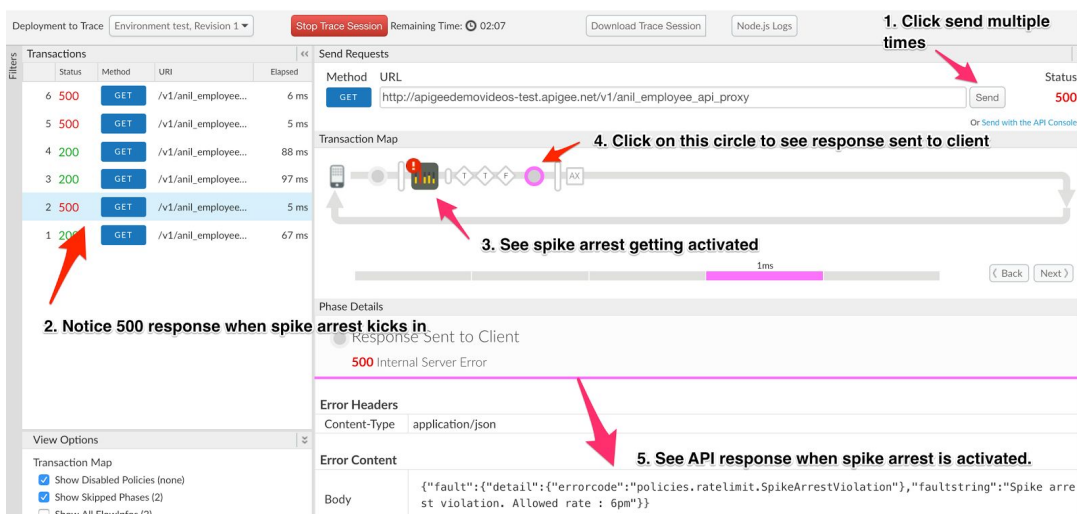 Deployment to Trace Environment test, Revision 1 Stop Trace Session Remaining Time: 02:07 Download Trace Session Node.js Logs
1. Click send multiple
times
Filters
Transactions
Status Method URI Elapsed
6 500 GET /v1/anil_employee... 6 ms
5 500 GET /v1/anil_employee... 5 ms
4 200 GET /v1/anil_employee... 88 ms
3 200 GET /v1/anil_employee... 97 ms
2 500 GET /v1/anil_employee... 5 ms
1 200 GET /v1/anil_employee... 67 ms
2. Notice 500 response when spike arrest kicks in
View Options
Transaction Map
Show Disabled Policies (none)
Show Skipped Phases (2)
Show All FlowInfos (2)
Send Requests
Method URL Status
GET http://apigeedemovideos-test.apigee.net/v1/anil_employee_api_proxy Send 500
Or Send with the API Console
Transaction Map
4. Click on this circle to see response sent to client
T T F AX
3. See spike arrest getting activated
1ms
Back Next
Phase Details
Response Sent to Client
500 Internal Server Error
Error Headers
Content-Type application/json
Error Content
5. See API response when spike arrest is activated.
Body
{"fault":{"detail":{"errorcode":"policies.ratelimit.SpikeArrestViolation"},"faultstring":"Spike arre
st violation. Allowed rate : 6pm"}}